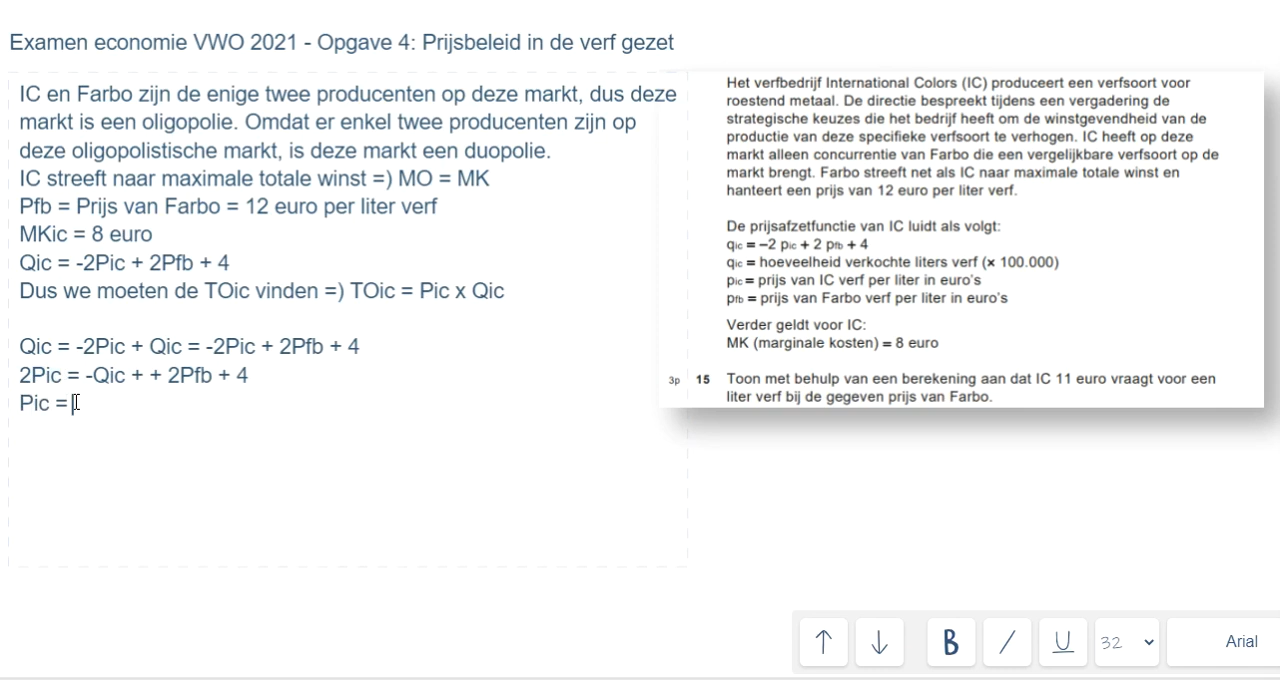 Examen economie VWO 2021 - Opgave 4: Prijsbeleid in de verf gezet
IC en Farbo zijn de enige twee producenten op deze markt, dus deze
markt is een oligopolie. Omdat er enkel twee producenten zijn op
deze oligopolistische markt, is deze markt een duopolie.
IC streeft naar maximale totale winst =) MO = MK
Pfb = Prijs van Farbo = 12 euro per liter verf
MKic = 8 euro
Qic = -2Pic + 2Pfb + 4
Dus we moeten de TOic vinden =) TOic = Pic x Qic
Qic = -2Pic + Qic = -2Pic + 2Pfb + 4
2Pic = -Qic + + 2Pfb + 4
Pic =
Het verfbedrijf International Colors (IC) produceert een verfsoort voor
roestend metaal. De directie bespreekt tijdens een vergadering de
strategische keuzes die het bedrijf heeft om de winstgevendheid van de
productie van deze specifieke verfsoort te verhogen. IC heeft op deze
markt alleen concurrentie van Farbo die een vergelijkbare verfsoort op de
markt brengt. Farbo streeft net als IC naar maximale totale winst en
hanteert een prijs van 12 euro per liter verf.
De prijsafzetfunctie van IC luidt als volgt:
qic = −2 pic + 2 pfb + 4
qic = hoeveelheid verkochte liters verf (× 100.000)
pic = prijs van IC verf per liter in euro's
pfb = prijs van Farbo verf per liter in euro's
Verder geldt voor IC:
MK (marginale kosten) = 8 euro
3p 15 Toon met behulp van een berekening aan dat IC 11 euro vraagt voor een
liter verf bij de gegeven prijs van Farbo.
B / U 32 Arial